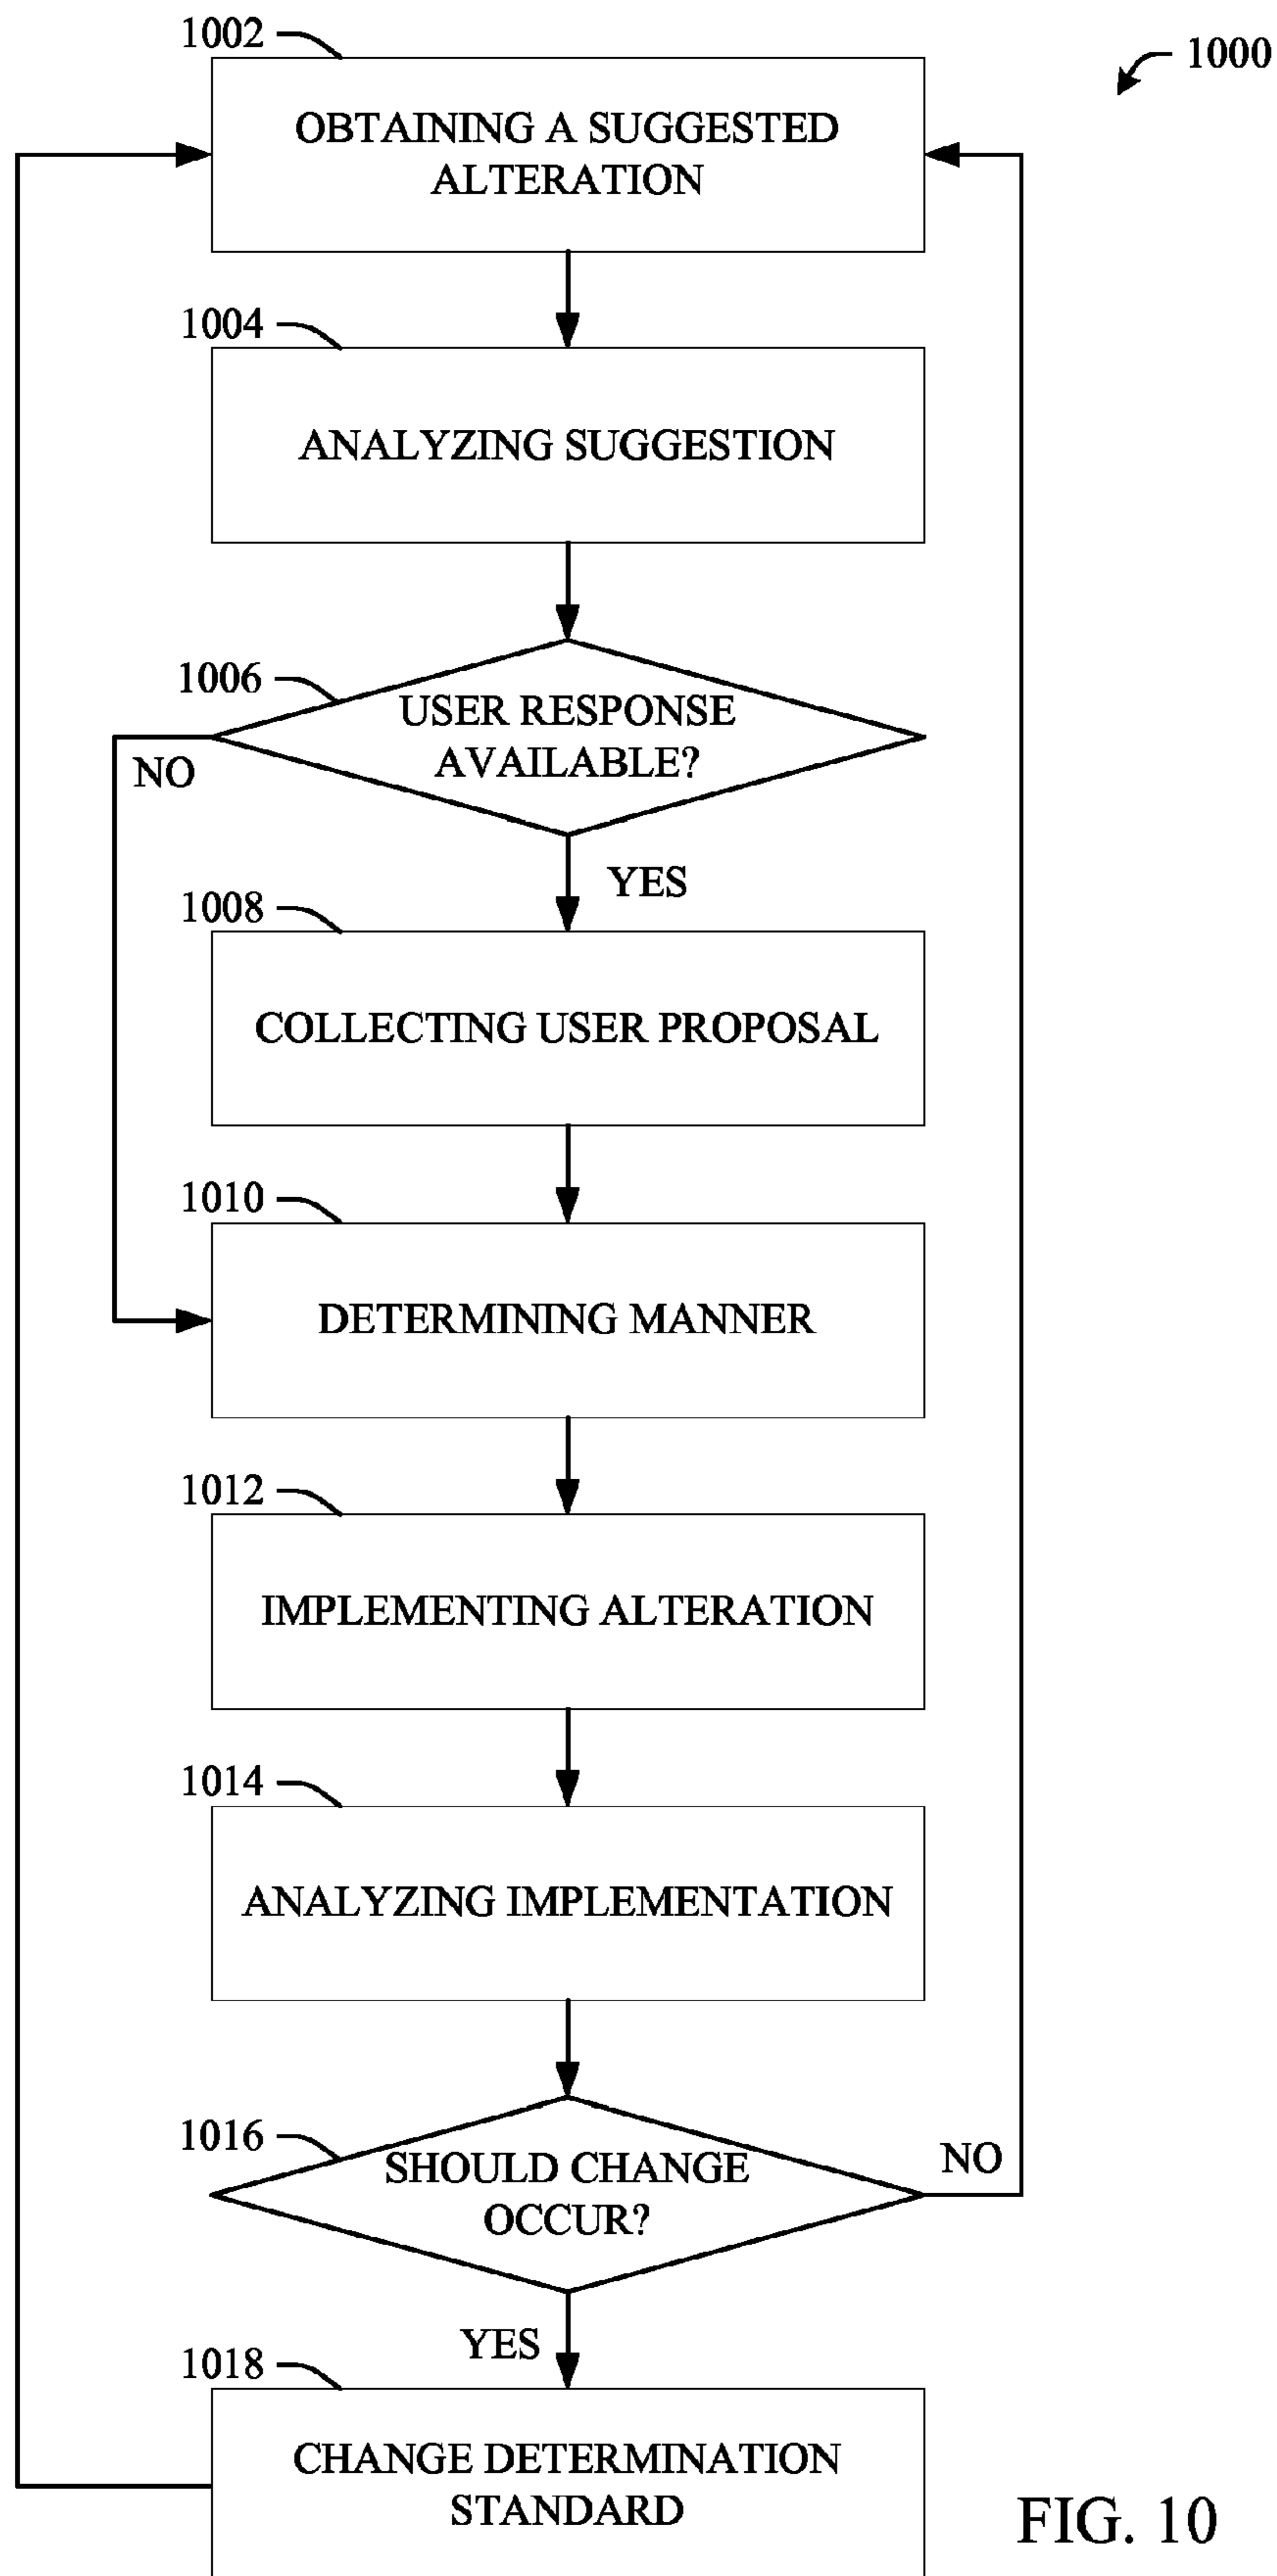 1002
1000
OBTAINING A SUGGESTED
ALTERATION
1004
ANALYZING SUGGESTION
1006
USER RESPONSE
AVAILABLE?
NO
YES
1008
COLLECTING USER PROPOSAL
1010
DETERMINING MANNER
1012
IMPLEMENTING ALTERATION
1014
ANALYZING IMPLEMENTATION
1016
SHOULD CHANGE
OCCUR?
NO
YES
1018
CHANGE DETERMINATION
STANDARD
FIG. 10